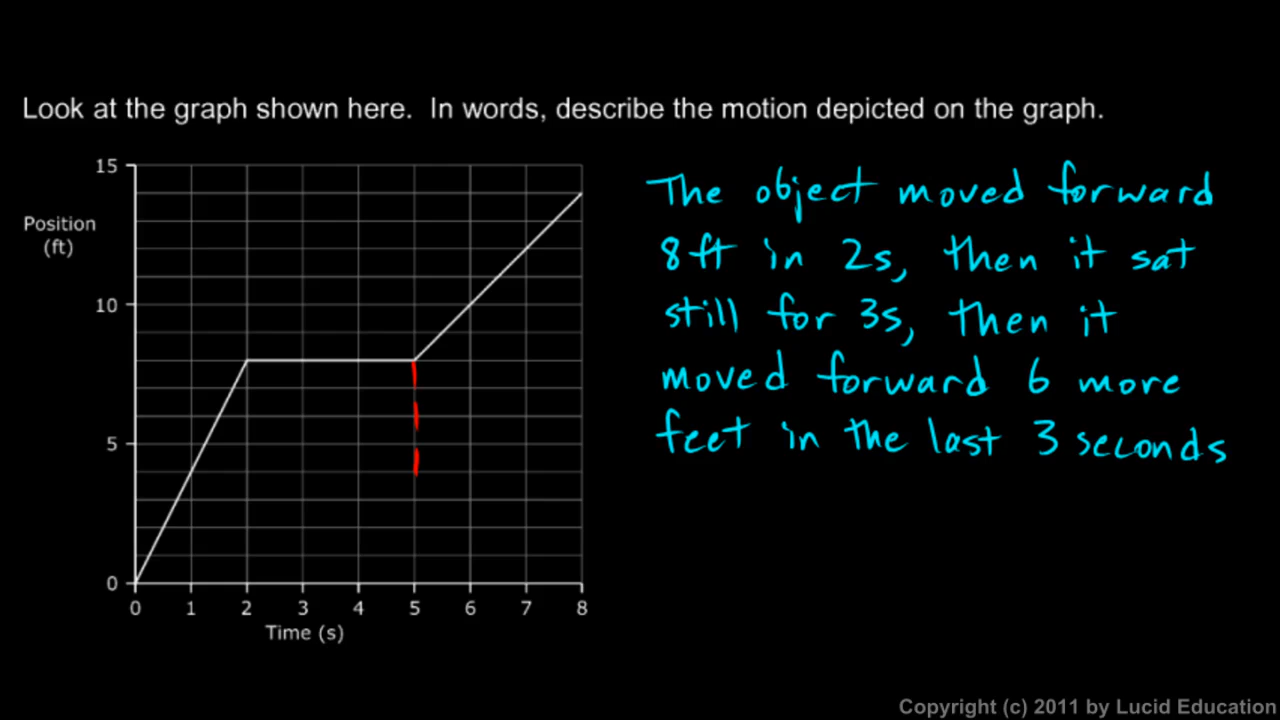 Look at the graph shown here. In words, describe the motion depicted on the graph.
15
Position
(ft)
10
5
0
0 1 2 3 4 5 6 7 8
Time (s)
The object moved forward
8ft in 2s, then it sat
still for 3s, then it
moved forward 6 more
feet in the last 3 seconds
Copyright (c) 2011 by Lucid Education